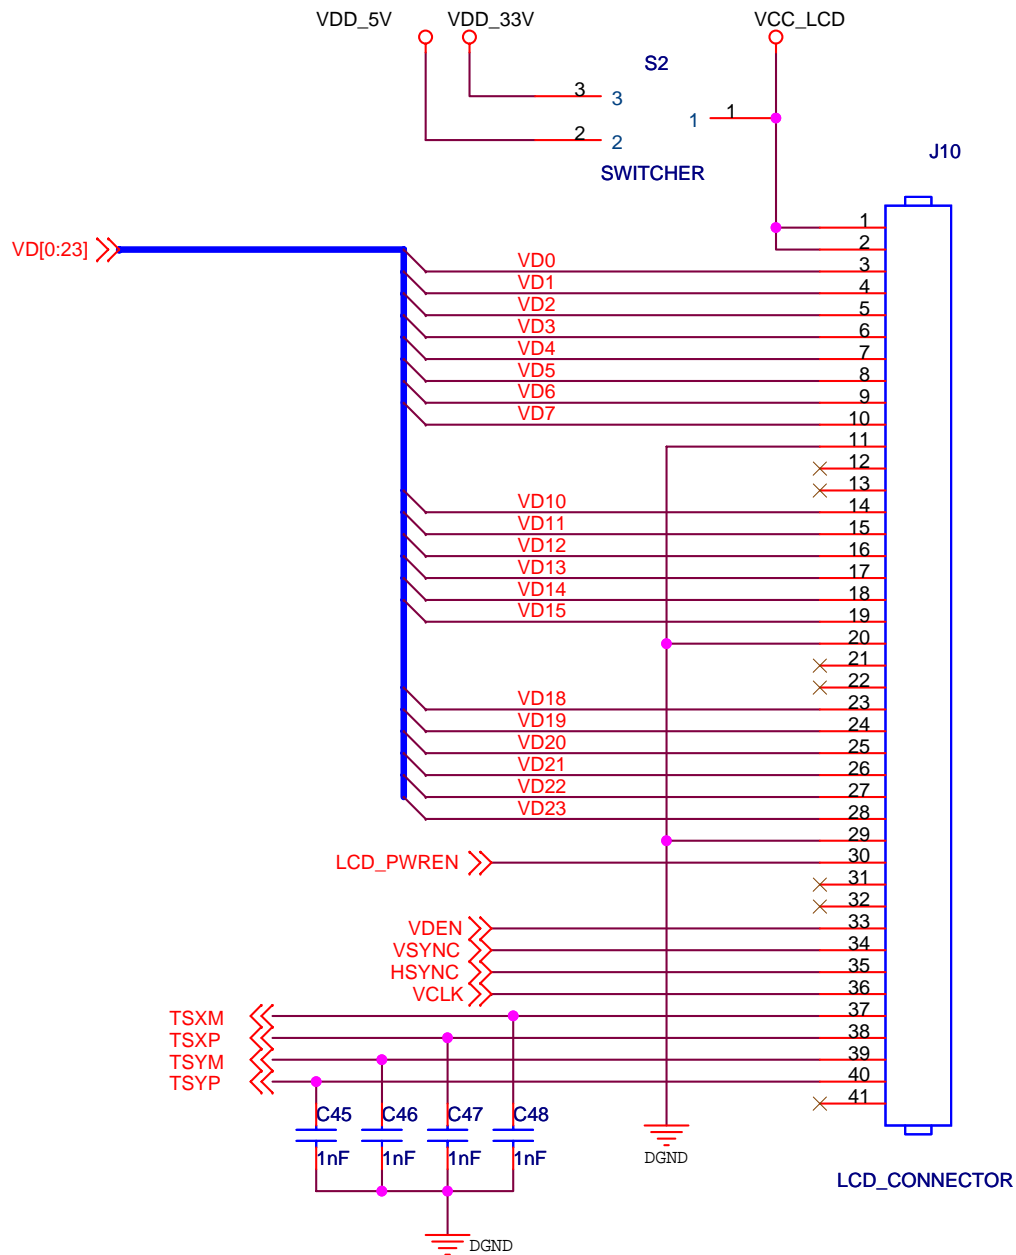 VDD_5V VDD_33V VCC_LCD
S2
3 3
1 1
2 2
SWITCHER
J10
1
VD[0:23] 2
VD0 3
VD1 4
VD2 5
VD3 6
VD4 7
VD5 8
VD6 9
VD7 10
11
12
13
VD10 14
VD11 15
VD12 16
VD13 17
VD14 18
VD15 19
20
21
22
VD18 23
VD19 24
VD20 25
VD21 26
VD22 27
VD23 28
29
LCD_PWREN 30
31
32
VDEN 33
VSYNC 34
HSYNC 35
VCLK 36
TSXM 37
TSXP 38
TSYM 39
TSYP 40
41
C45 C46 C47 C48
1nF 1nF 1nF 1nF
DGND
LCD_CONNECTOR
DGND